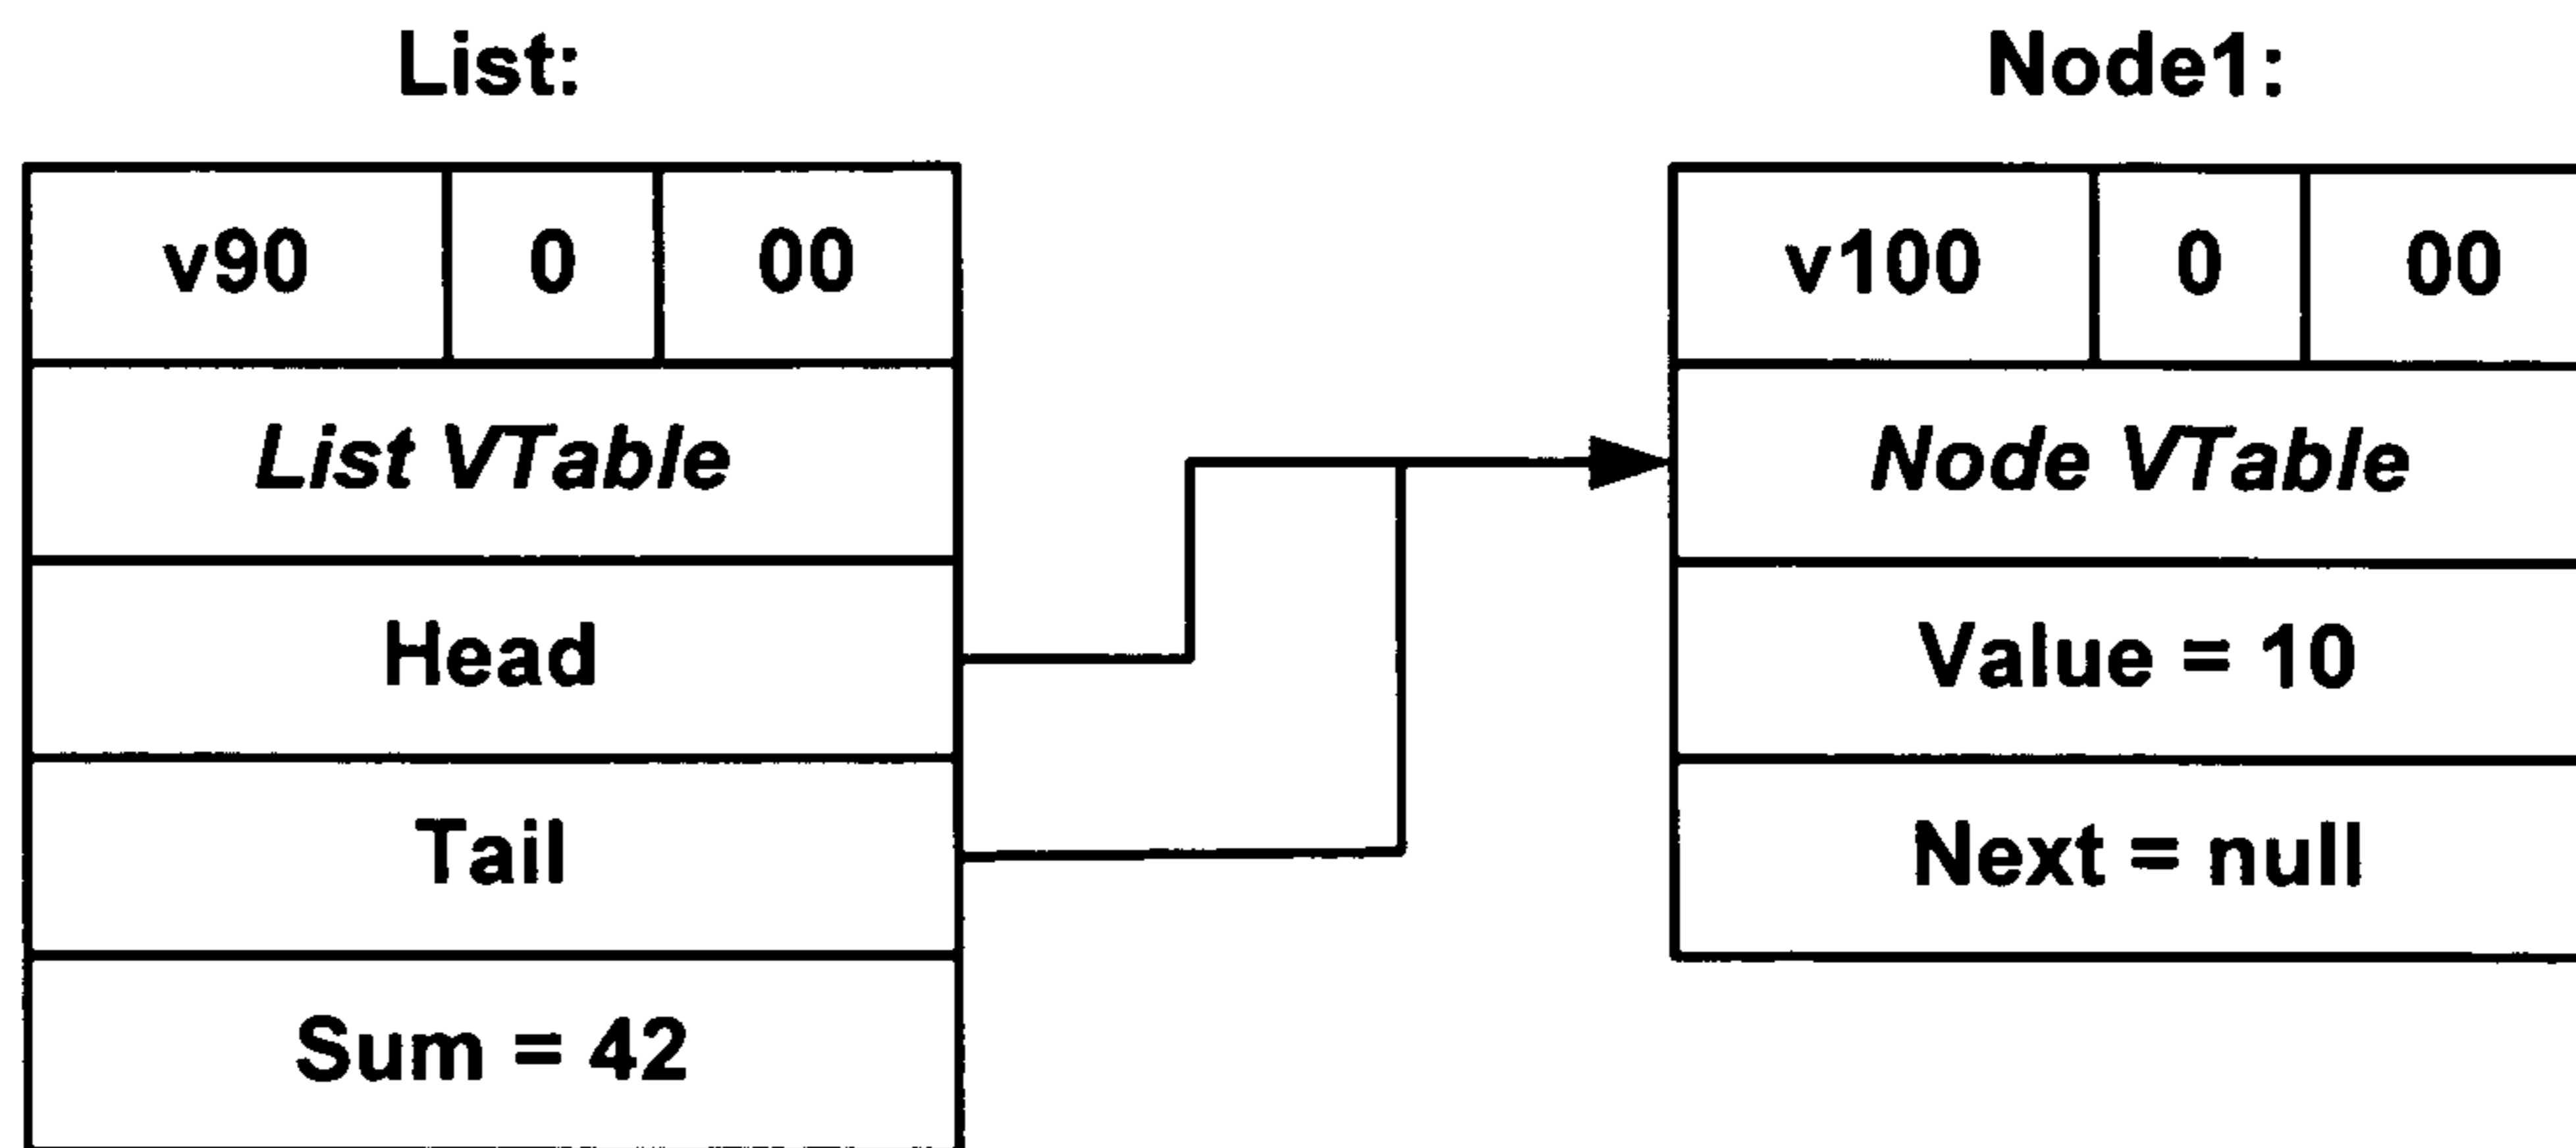 List:
v90 0 00
List VTable
Head
Tail
Sum = 42
Node1:
v100 0 00
Node VTable
Value = 10
Next = null